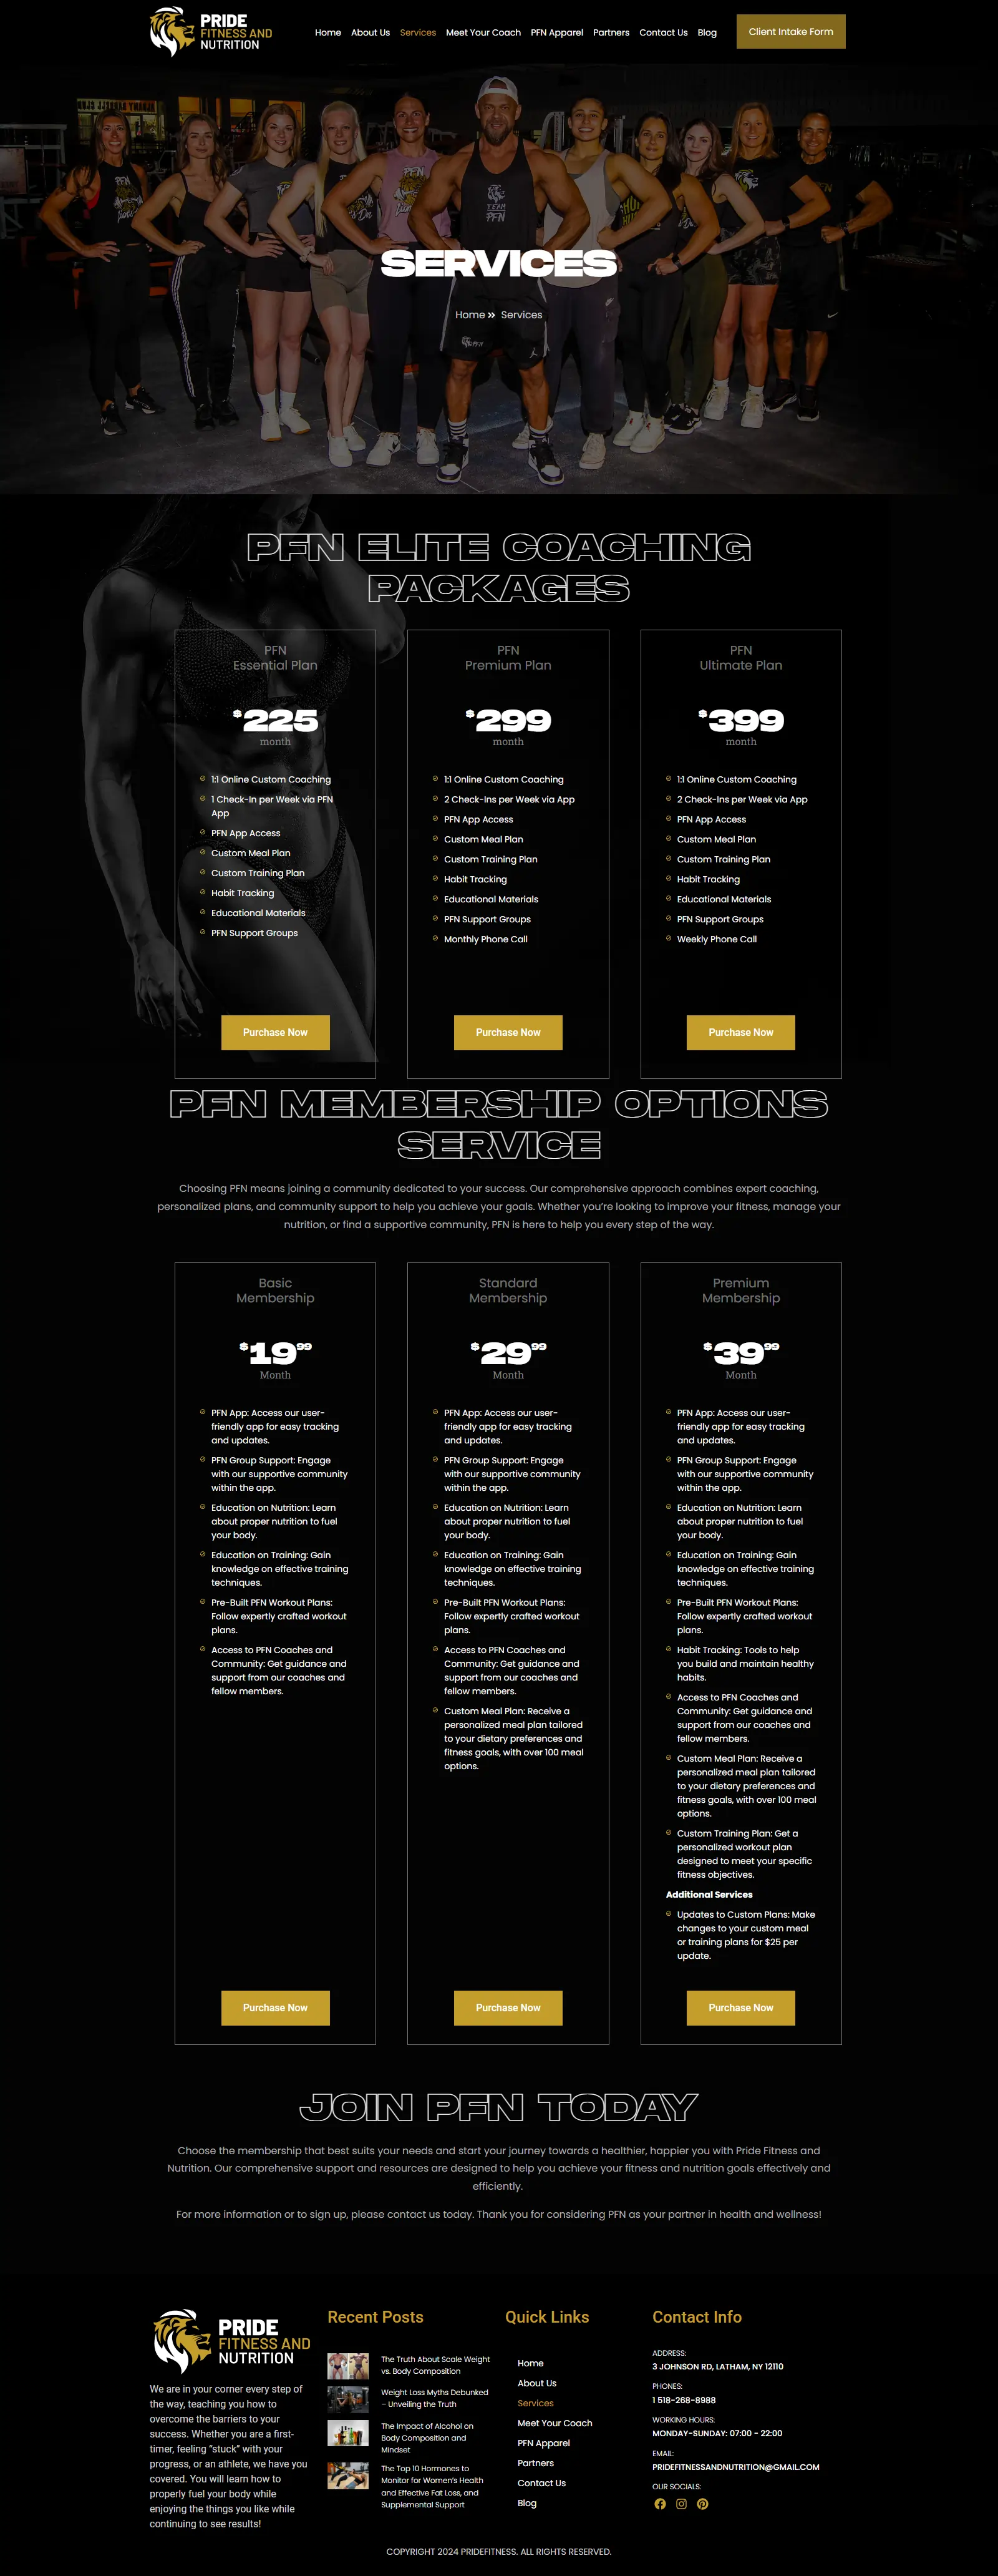 PRIDE
FITNESS AND
NUTRITION
Home About Us Services Meet Your Coach PFN Apparel Partners Contact Us Blog
Client Intake Form
TEAM
PFN
SERVICES
Home » Services
PFN ELITE COACHING
PACKAGES
PFN
Essential Plan
$225
month
1:1 Online Custom Coaching
1 Check-In per Week via PFN
App
PFN App Access
Custom Meal Plan
Custom Training Plan
Habit Tracking
Educational Materials
PFN Support Groups
Purchase Now
PFN
Premium Plan
$299
month
1:1 Online Custom Coaching
2 Check-Ins per Week via App
PFN App Access
Custom Meal Plan
Custom Training Plan
Habit Tracking
Educational Materials
PFN Support Groups
Monthly Phone Call
Purchase Now
PFN
Ultimate Plan
$399
month
1:1 Online Custom Coaching
2 Check-Ins per Week via App
PFN App Access
Custom Meal Plan
Custom Training Plan
Habit Tracking
Educational Materials
PFN Support Groups
Weekly Phone Call
Purchase Now
PFN MEMBERSHIP OPTIONS
SERVICE
Choosing PFN means joining a community dedicated to your success. Our comprehensive approach combines expert coaching,
personalized plans, and community support to help you achieve your goals. Whether you're looking to improve your fitness, manage your
nutrition, or find a supportive community, PFN is here to help you every step of the way.
Basic
Membership
$19.99
Month
PFN App: Access our user-
friendly app for easy tracking
and updates.
PFN Group Support: Engage
with our supportive community
within the app.
Education on Nutrition: Learn
about proper nutrition to fuel
your body.
Education on Training: Gain
knowledge on effective training
techniques.
Pre-Built PFN Workout Plans:
Follow expertly crafted workout
plans.
Access to PFN Coaches and
Community: Get guidance and
support from our coaches and
fellow members.
Purchase Now
Standard
Membership
$29.99
Month
PFN App: Access our user-
friendly app for easy tracking
and updates.
PFN Group Support: Engage
with our supportive community
within the app.
Education on Nutrition: Learn
about proper nutrition to fuel
your body.
Education on Training: Gain
knowledge on effective training
techniques.
Pre-Built PFN Workout Plans:
Follow expertly crafted workout
plans.
Access to PFN Coaches and
Community: Get guidance and
support from our coaches and
fellow members.
Custom Meal Plan: Receive a
personalized meal plan tailored
to your dietary preferences and
fitness goals, with over 100 meal
options.
Purchase Now
Premium
Membership
$39.99
Month
PFN App: Access our user-
friendly app for easy tracking
and updates.
PFN Group Support: Engage
with our supportive community
within the app.
Education on Nutrition: Learn
about proper nutrition to fuel
your body.
Education on Training: Gain
knowledge on effective training
techniques.
Pre-Built PFN Workout Plans:
Follow expertly crafted workout
plans.
Habit Tracking: Tools to help
you build and maintain healthy
habits.
Access to PFN Coaches and
Community: Get guidance and
support from our coaches and
fellow members.
Custom Meal Plan: Receive a
personalized meal plan tailored
to your dietary preferences and
fitness goals, with over 100 meal
options.
Custom Training Plan: Get a
personalized workout plan
designed to meet your specific
fitness objectives.
Additional Services
Updates to Custom Plans: Make
changes to your custom meal
or training plans for $25 per
update.
Purchase Now
JOIN PFN TODAY
Choose the membership that best suits your needs and start your journey towards a healthier, happier you with Pride Fitness and
Nutrition. Our comprehensive support and resources are designed to help you achieve your fitness and nutrition goals effectively and
efficiently.
For more information or to sign up, please contact us today. Thank you for considering PFN as your partner in health and wellness!
PRIDE
FITNESS AND
NUTRITION
We are in your corner every step of
the way, teaching you how to
overcome the barriers to your
success. Whether you are a first-
timer, feeling "stuck" with your
progress, or an athlete, we have you
covered. You will learn how to
properly fuel your body while
enjoying the things you like while
continuing to see results!
Recent Posts
The Truth About Scale Weight
vs. Body Composition
Weight Loss Myths Debunked
– Unveiling the Truth
The Impact of Alcohol on
Body Composition and
Mindset
The Top 10 Hormones to
Monitor for Women's Health
and Effective Fat Loss, and
Supplemental Support
Quick Links
Home
About Us
Services
Meet Your Coach
PFN Apparel
Partners
Contact Us
Blog
Contact Info
ADDRESS:
3 JOHNSON RD, LATHAM, NY 12110
PHONES:
1 518-268-8988
WORKING HOURS:
MONDAY-SUNDAY: 07:00 - 22:00
EMAIL:
PRIDEFITNESSANDNUTRITION@GMAIL.COM
OUR SOCIALS:
COPYRIGHT 2024 PRIDEFITNESS. ALL RIGHTS RESERVED.